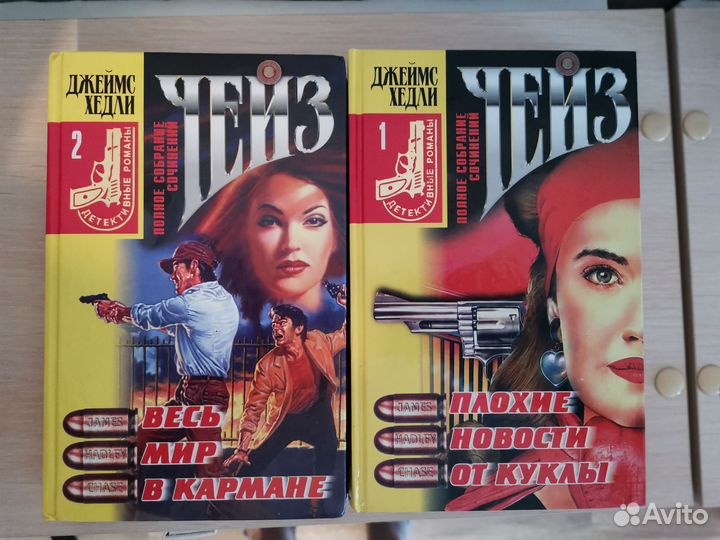 ДЖЕЙМС
ХЕДЛИ
ЧЕЙЗ
2
ДЕТЕКТИВНЫЕ РОМАНЫ
ПОЛНОЕ СОБРАНИЕ
СОЧИНЕНИЙ
JAMES
HADLEY
CHASE
ВЕСЬ
МИР
В КАРМАНЕ
ДЖЕЙМС
ХЕДЛИ
ЧЕЙЗ
1
ДЕТЕКТИВНЫЕ РОМАНЫ
ПОЛНОЕ СОБРАНИЕ
СОЧИНЕНИЙ
JAMES
HADLEY
CHASE
ПЛОХИЕ
НОВОСТИ
ОТ КУКЛЫ
Avito